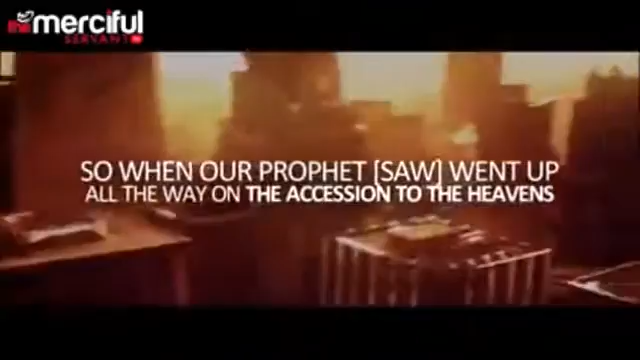 merciful
SERVANT
SO WHEN OUR PROPHET [SAW] WENT UP
ALL THE WAY ON THE ACCESSION TO THE HEAVENS